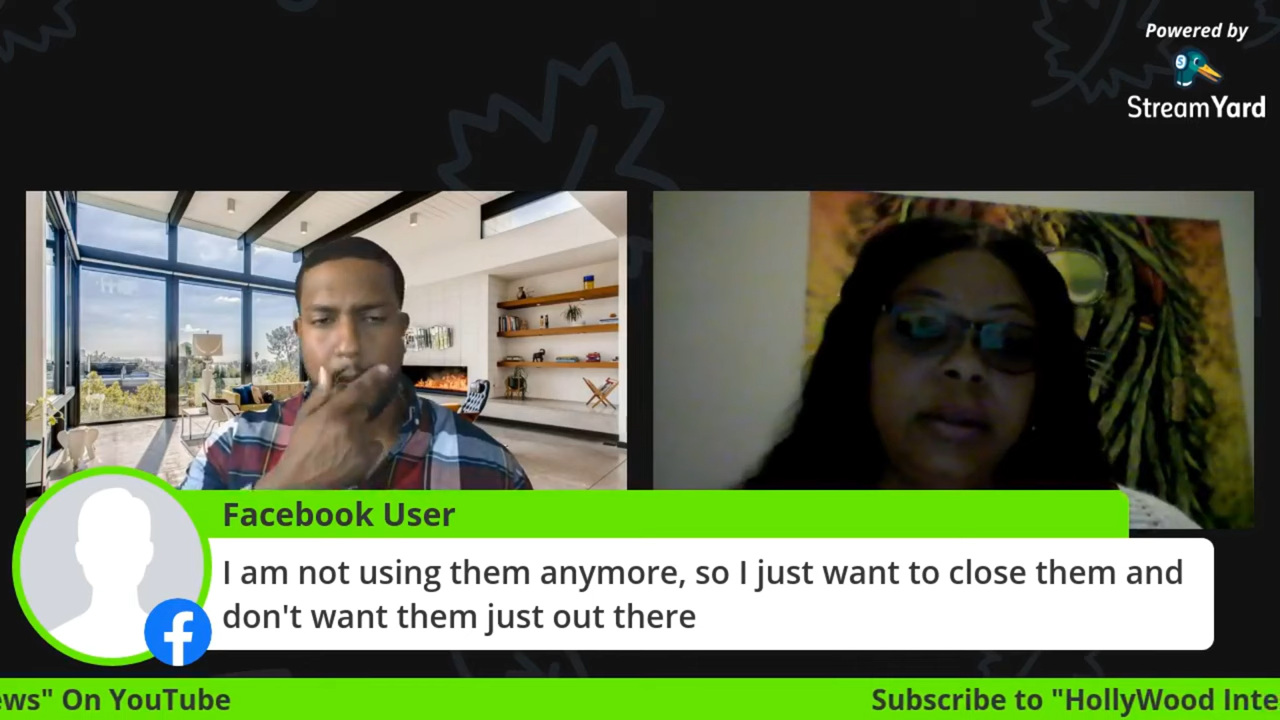 Powered by
StreamYard
Facebook User
I am not using them anymore, so I just want to close them and
don't want them just out there
ews" On YouTube
Subscribe to "HollyWood Inte